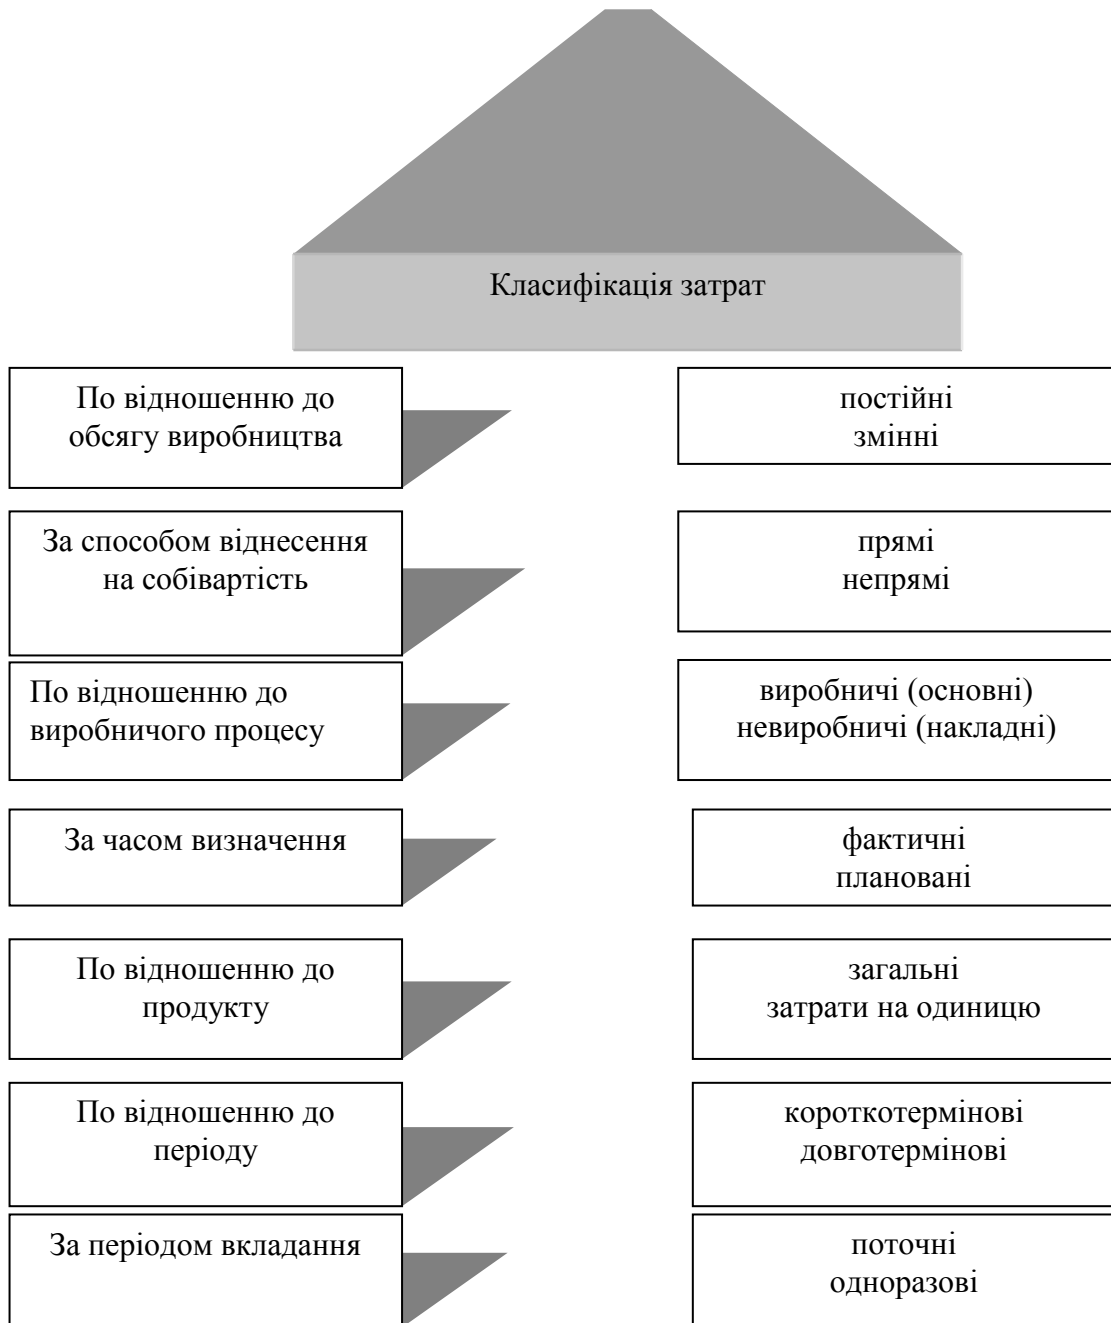 Класифікація затрат
По відношенню до
обсягу виробництва
постійні
змінні
За способом віднесення
на собівартість
прямі
непрямі
По відношенню до
виробничого процесу
виробничі (основні)
невиробничі (накладні)
За часом визначення
фактичні
плановані
По відношенню до
продукту
загальні
затрати на одиницю
По відношенню до
періоду
короткотермінові
довготермінові
За періодом вкладання
поточні
одноразові